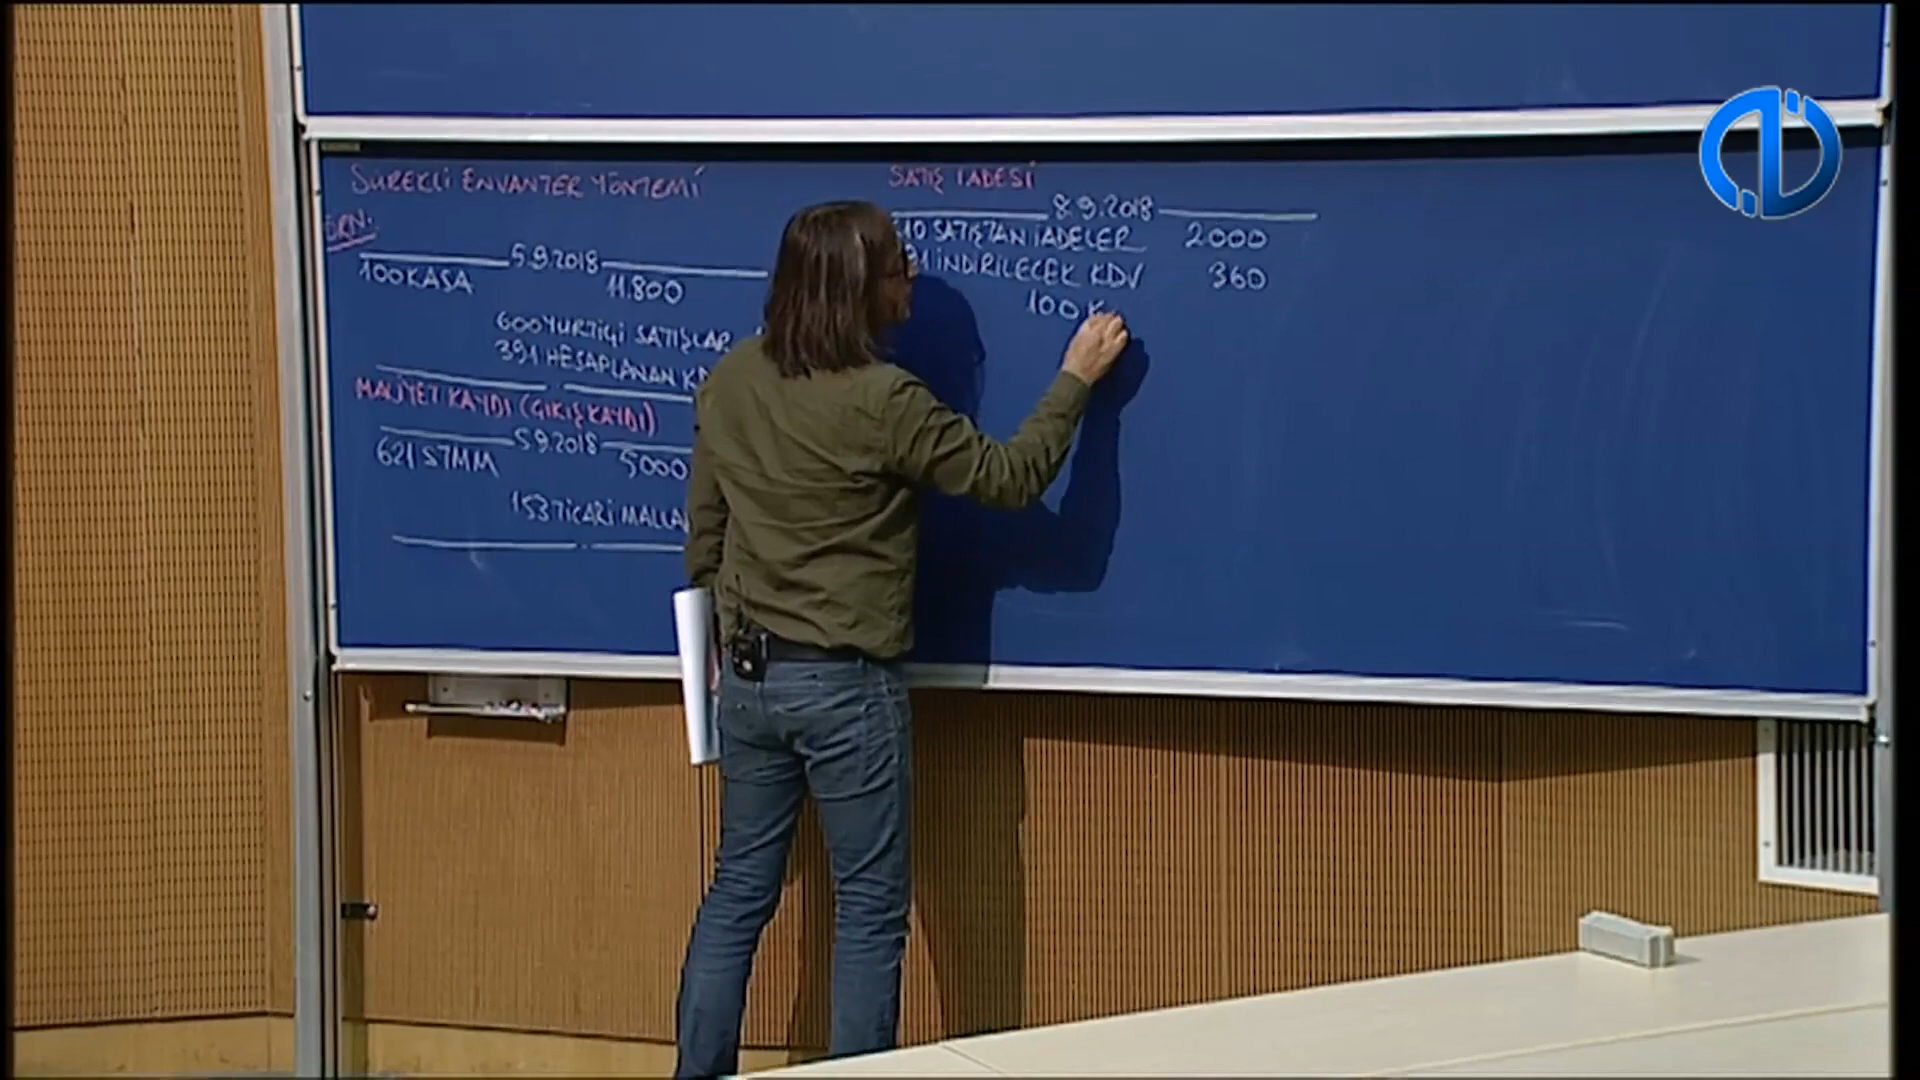 SÜREKLİ ENVANTER YÖNTEMİ
ÖRN.
5.9.2018
100 KASA 11.800
600 YURTİÇİ SATIŞLAR
391 HESAPLANAN
MALİYET KAYDI (ÇIKIŞ KAYDI)
5.9.2018
621 STMM 5000
153 TİCARİ
SATIŞ İADESİ
8.9.2018
SATIŞTAN İADELER 2000
İNDİRİLECEK KDV 360
100